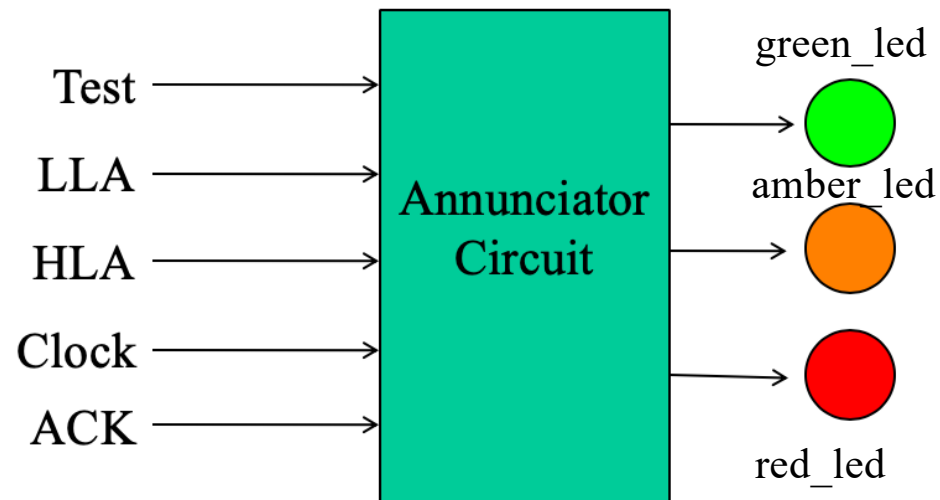 Test
LLA
HLA
Clock
ACK
Annunciator
Circuit
green_led
amber_led
red_led